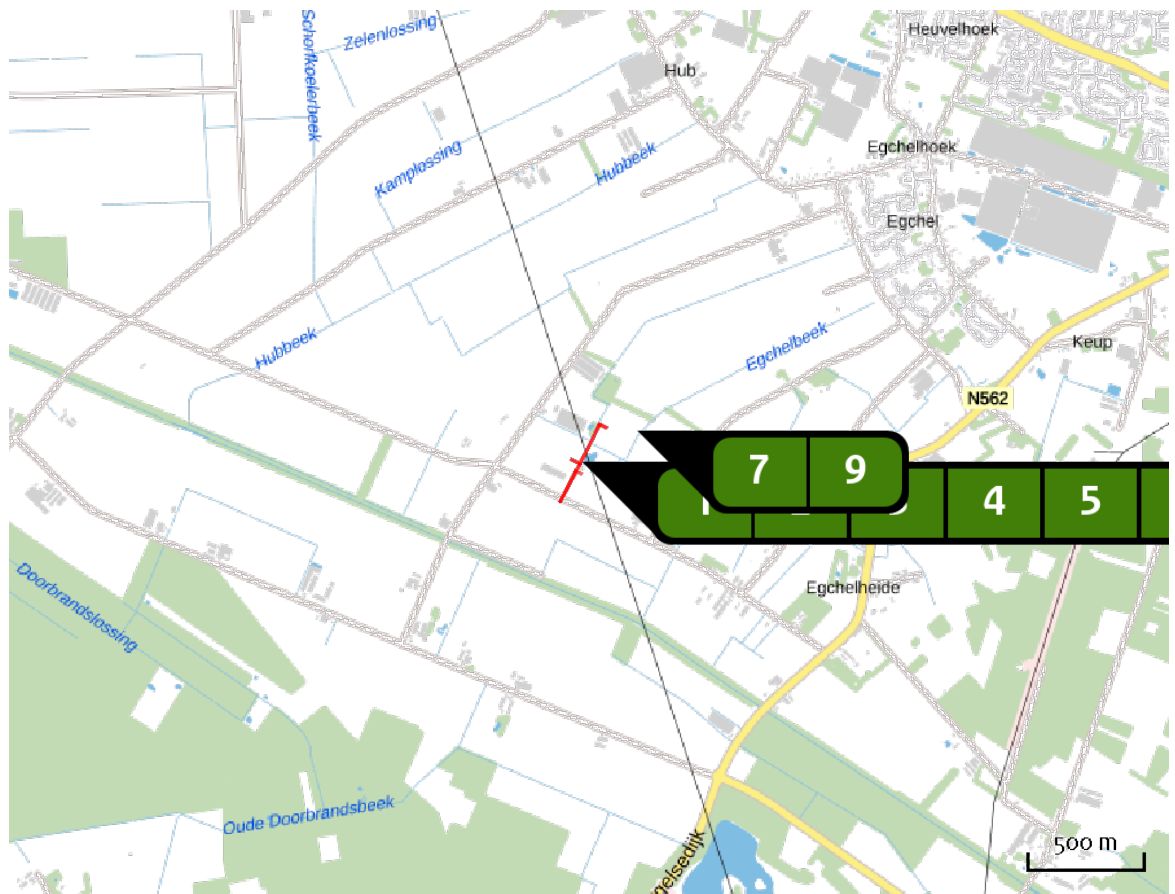 Heuvelhoek
Zelenlossing
Schorfkoelerbeek
Hub
Egchelhoek
Kamplossing
Hubbeek
Egchel
Egchelbeek
Hubbeek
Keup
N562
7 9
4 5
Egchelheide
Doorbrandslossing
Oude Doorbrandsbeek
gelsedijk
500 m